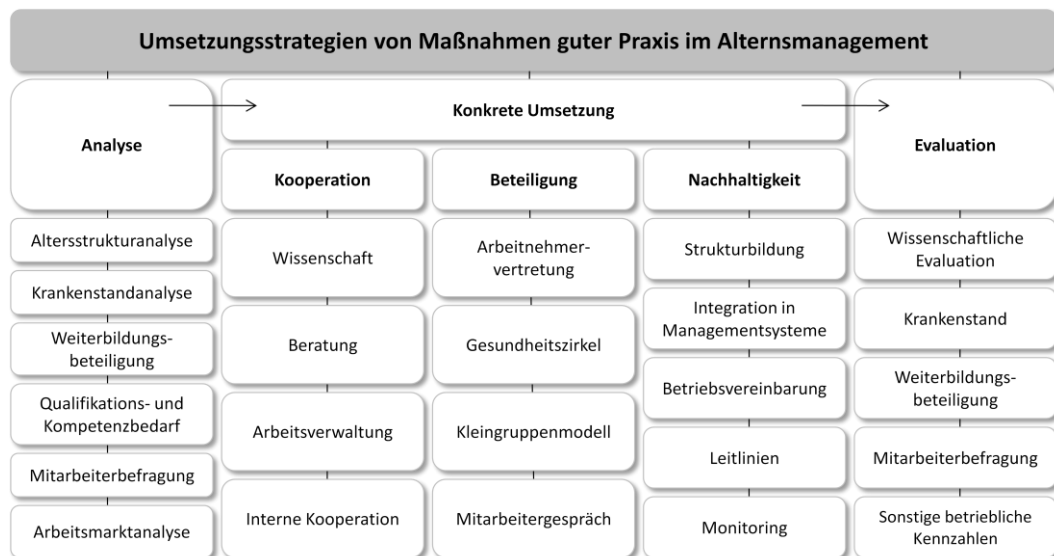 Umsetzungsstrategien von Maßnahmen guter Praxis im Alternsmanagement
Analyse
Altersstrukturanalyse
Krankenstandanalyse
Weiterbildungs-
beteiligung
Qualifikations- und
Kompetenzbedarf
Mitarbeiterbefragung
Arbeitsmarktanalyse
Konkrete Umsetzung
Kooperation
Wissenschaft
Beratung
Arbeitsverwaltung
Interne Kooperation
Beteiligung
Arbeitnehmer-
vertretung
Gesundheitszirkel
Kleingruppenmodell
Mitarbeitergespräch
Nachhaltigkeit
Strukturbildung
Integration in
Managementsysteme
Betriebsvereinbarung
Leitlinien
Monitoring
Evaluation
Wissenschaftliche
Evaluation
Krankenstand
Weiterbildungs-
beteiligung
Mitarbeiterbefragung
Sonstige betriebliche
Kennzahlen